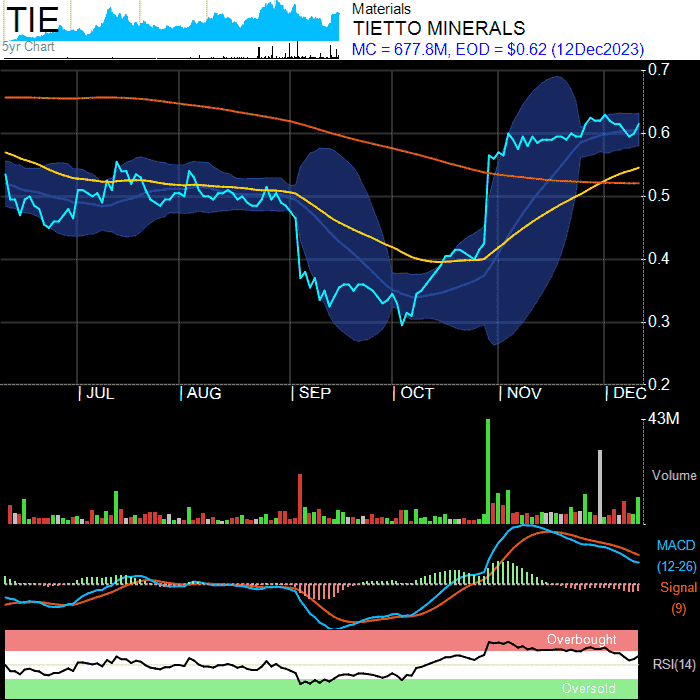 TIE
5yr Chart
Materials
TIETTO MINERALS
MC = 677.8M, EOD = $0.62 (12Dec2023)
0.7
0.6
0.5
0.4
0.3
0.2
| JUL | AUG | SEP | OCT | NOV | DEC
43M
Volume
MACD
(12-26)
Signal
(9)
Overbought
RSI(14)
Oversold